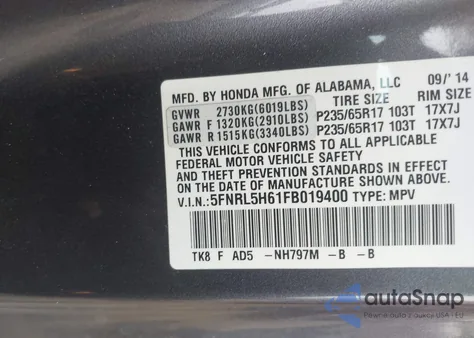 MFD. BY HONDA MFG. OF ALABAMA, LLC 09/'14
TIRE SIZE RIM SIZE
GVWR 2730KG(6019LBS)
GAWR F 1320KG(2910LBS) P235/65R17 103T 17X7J
GAWR R 1515KG(3340LBS) P235/65R17 103T 17X7J
THIS VEHICLE CONFORMS TO ALL APPLICABLE
FEDERAL MOTOR VEHICLE SAFETY
AND THEFT PREVENTION STANDARDS IN EFFECT
ON THE DATE OF MANUFACTURE SHOWN ABOVE.
V.I.N.: 5FNRL5H61FB019400 TYPE: MPV
TK8 F AD5 -NH797M -B -B
autoSnap